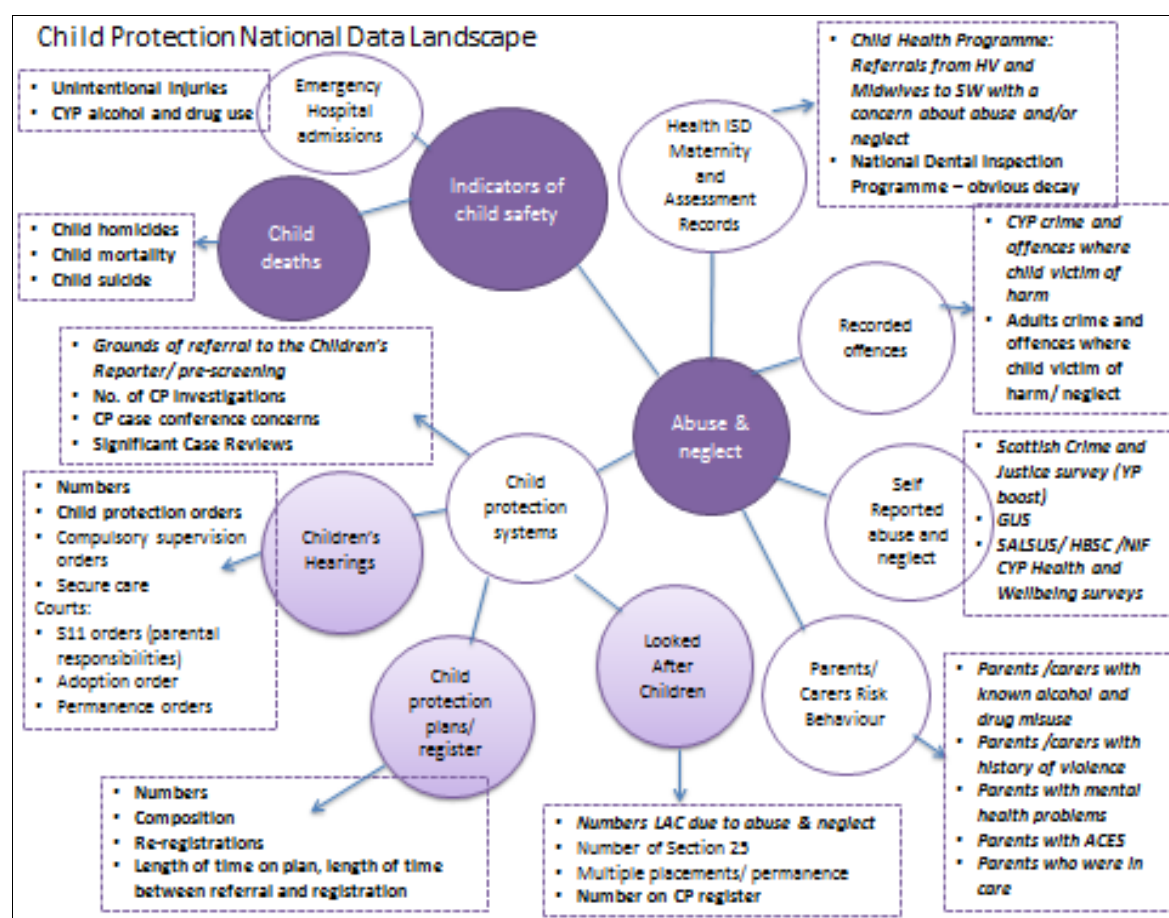 Child Protection National Data Landscape
• Unintentional Injuries
• CYP alcohol and drug use
Emergency
Hospital
admissions
Indicators of
child safety
Child
deaths
• Child homicides
• Child mortality
• Child suicide
Health ISD
Maternity
and
Assessment
Records
• Child Health Programme:
Referrals from HV and
Midwives to SW with a
concern about abuse and/or
neglect
• National Dental Inspection
Programme – obvious decay
Recorded
offences
• CYP crime and
offences where
child victim of
harm
• Adults crime and
offences where
child victim of
harm/ neglect
• Grounds of referral to the Children's
Reporter/ pre-screening
• No. of CP investigations
• CP case conference concerns
• Significant Case Reviews
Abuse &
neglect
Child
protection
systems
Self
Reported
abuse and
neglect
• Scottish Crime and
Justice survey (YP
boost)
• GUS
• SALSUS/ HBSC /NIF
CYP Health and
Wellbeing surveys
• Numbers
• Child protection orders
• Compulsory supervision
orders
• Secure care
Courts:
• S11 orders (parental
responsibilities)
• Adoption order
• Permanence orders
Children's
Hearings
Child
protection
plans/
register
Looked
After
Children
Parents/
Carers Risk
Behaviour
• Parents /carers with
known alcohol and
drug misuse
• Parents /carers with
history of violence
• Parents with mental
health problems
• Parents with ACES
• Parents who were in
care
• Numbers
• Composition
• Re-registrations
• Length of time on plan, length of time
between referral and registration
• Numbers LAC due to abuse & neglect
• Number of Section 25
• Multiple placements/ permanence
• Number on CP register